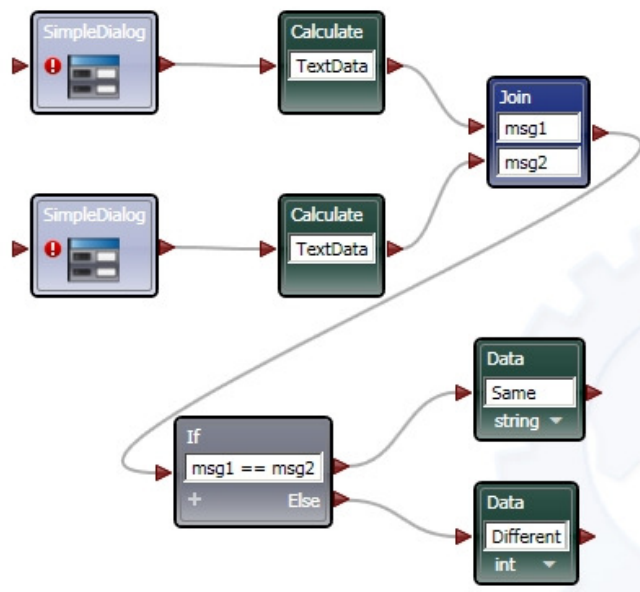 SimpleDialog
Calculate
TextData
Join
msg1
msg2
SimpleDialog
Calculate
TextData
If
msg1 == msg2
Else
Data
Same
string
Data
Different
int